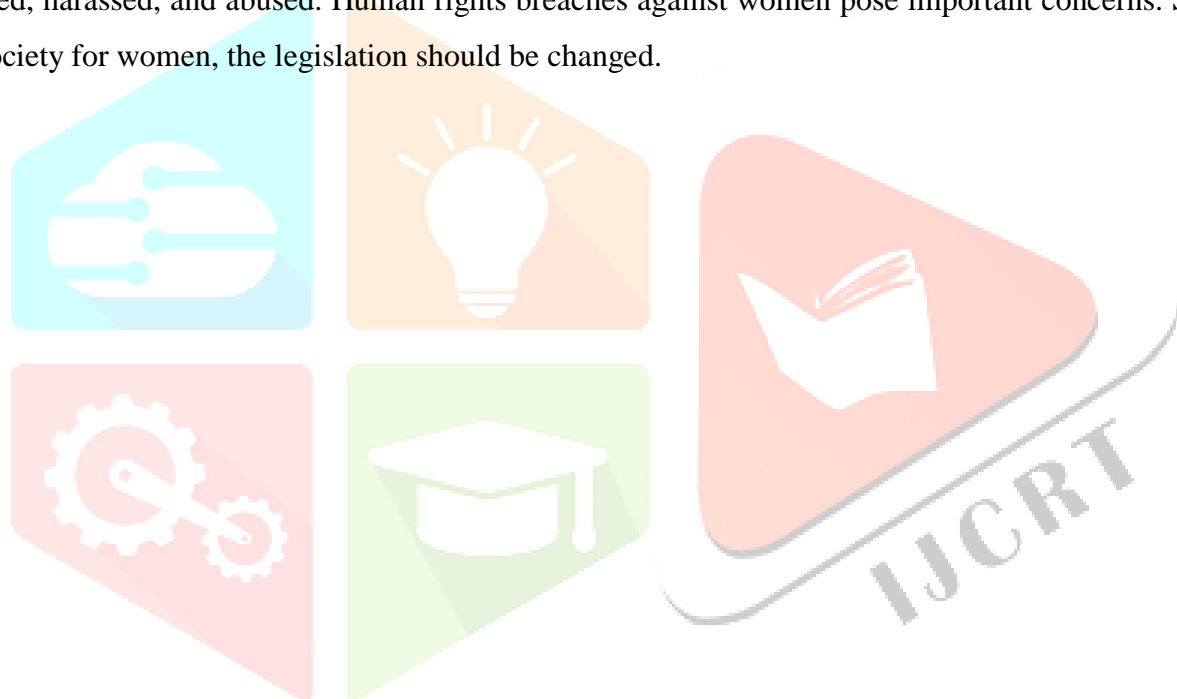 ed, harassed, and abused. Human rights breaches against women pose important concerns.
ociety for women, the legislation should be changed.
IJCRT